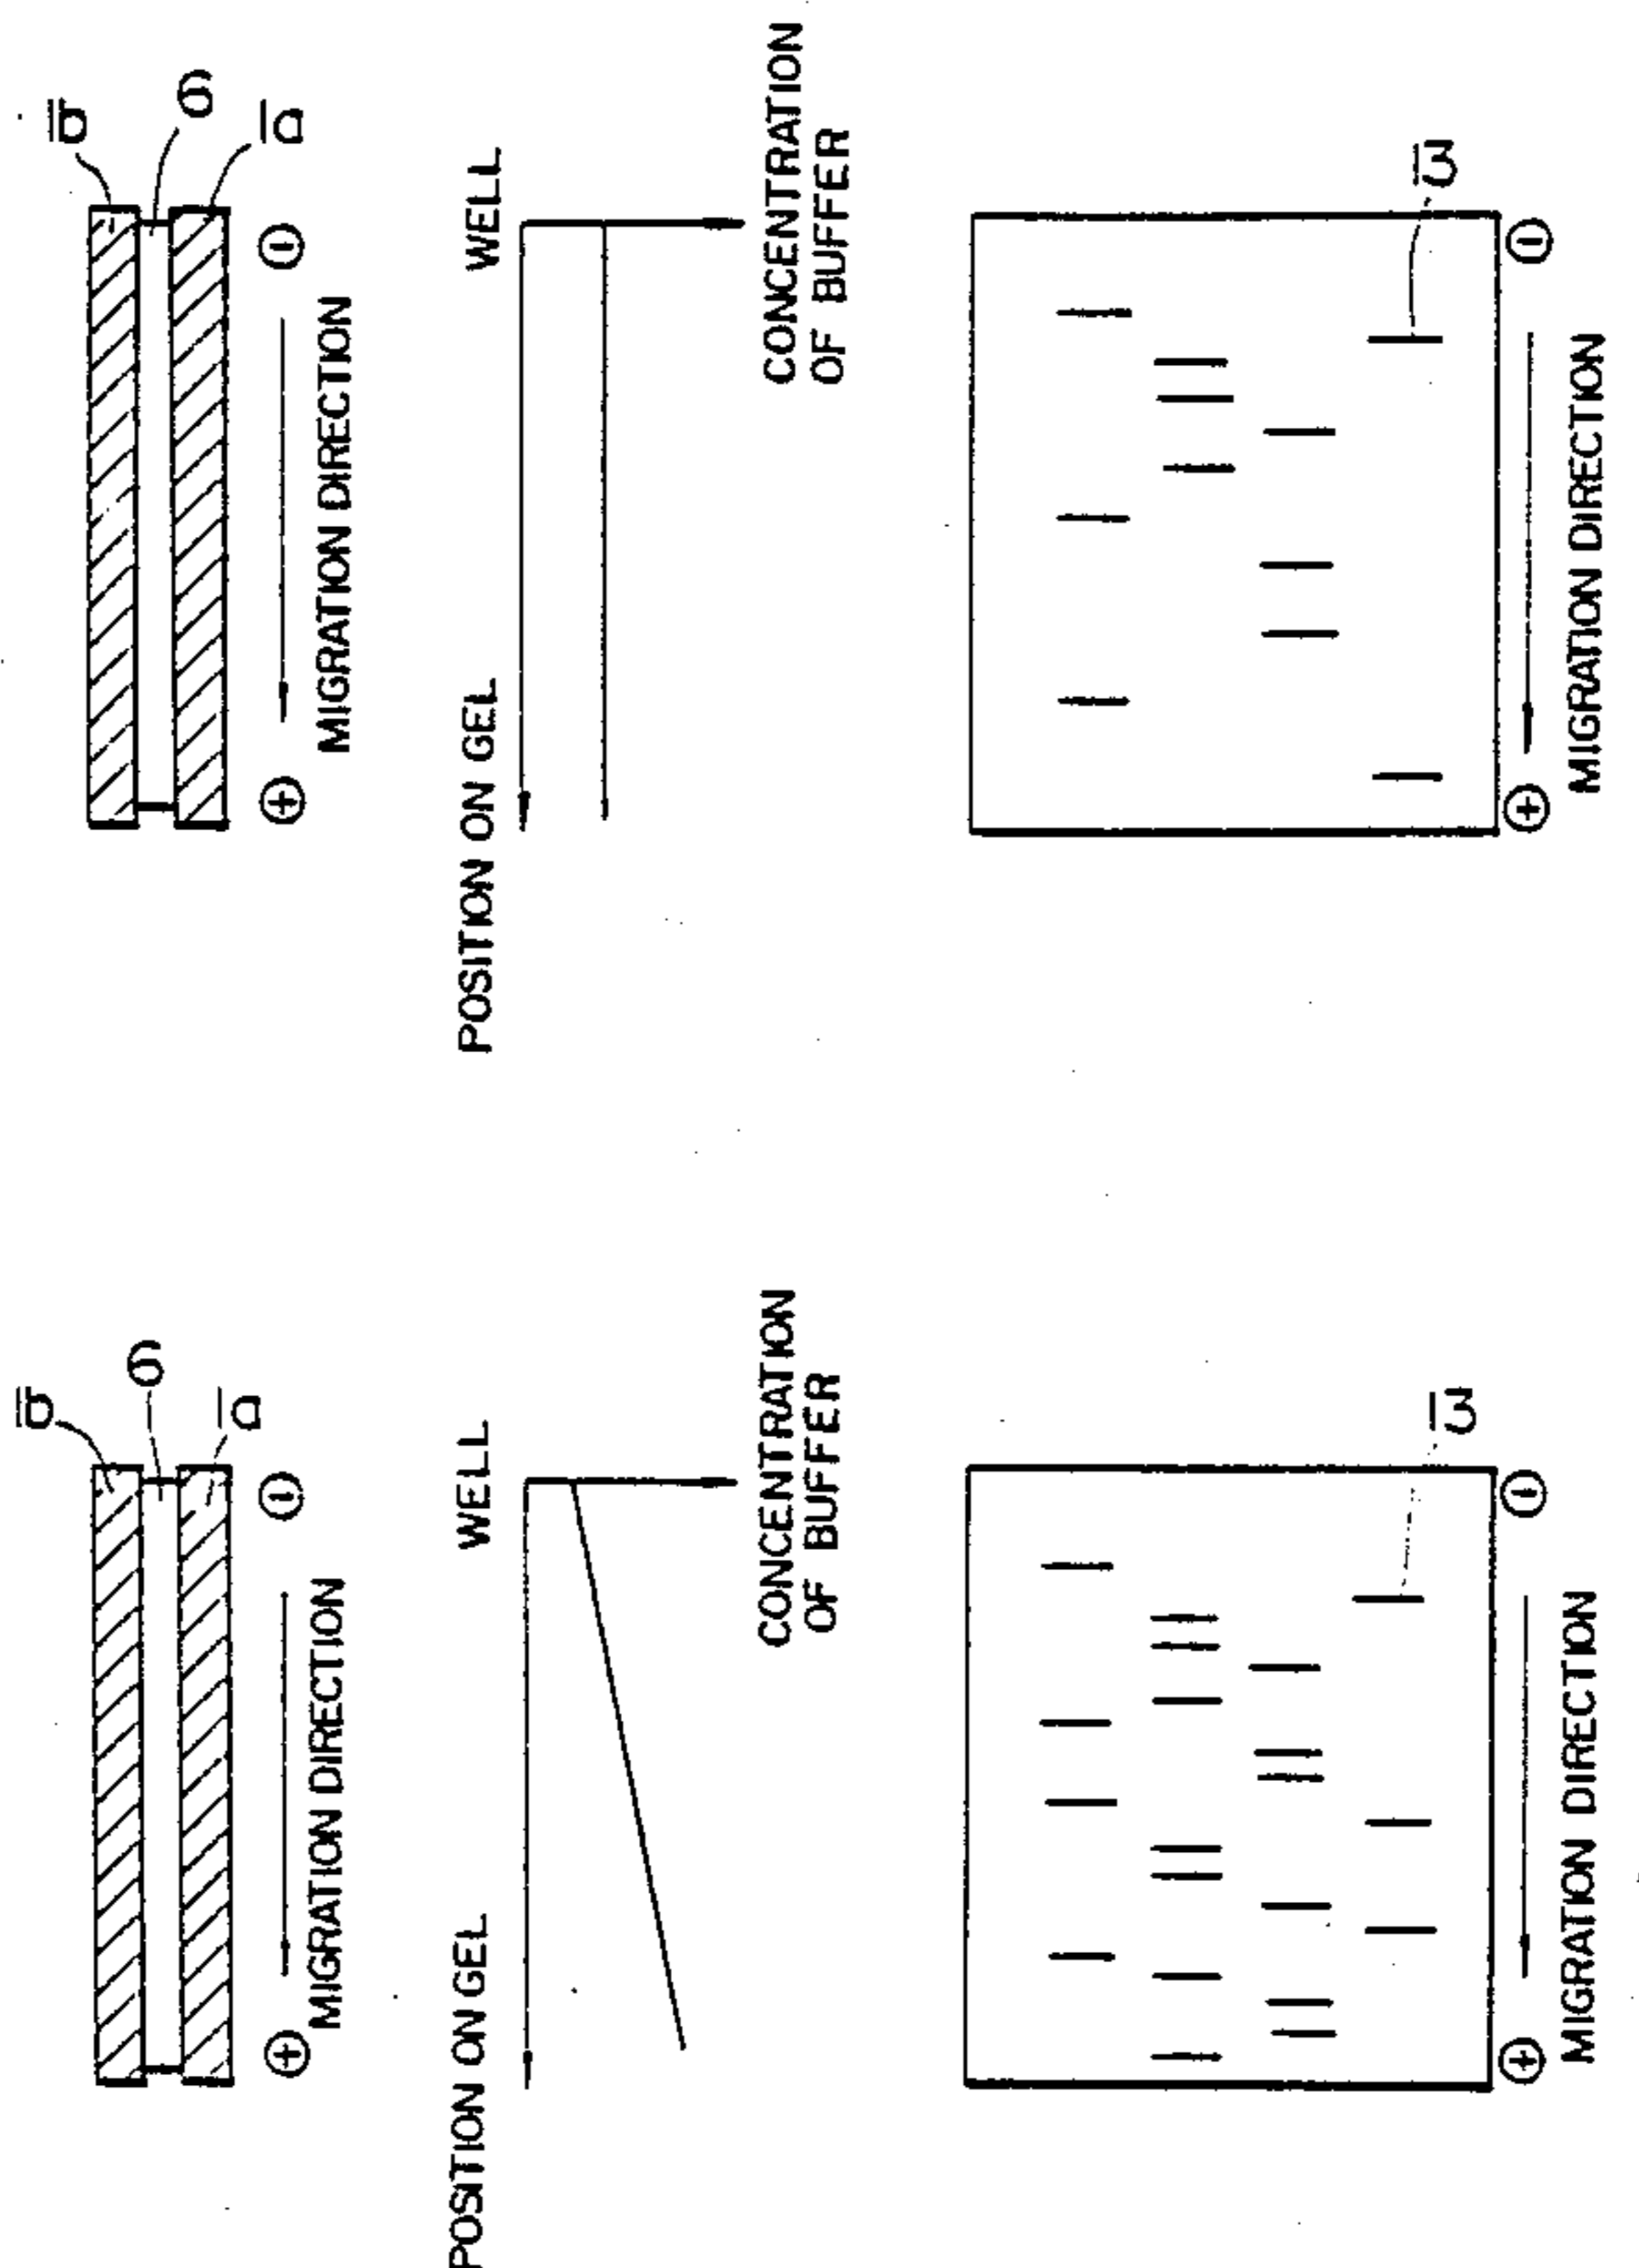 1b
6
1a
⊖
MIGRATION DIRECTION
⊕
WELL
POSITION ON GEL
CONCENTRATION
OF BUFFER
13
⊖
MIGRATION DIRECTION
⊕
1b
6
1a
⊖
MIGRATION DIRECTION
⊕
WELL
POSITION ON GEL
CONCENTRATION
OF BUFFER
13
⊖
MIGRATION DIRECTION
⊕